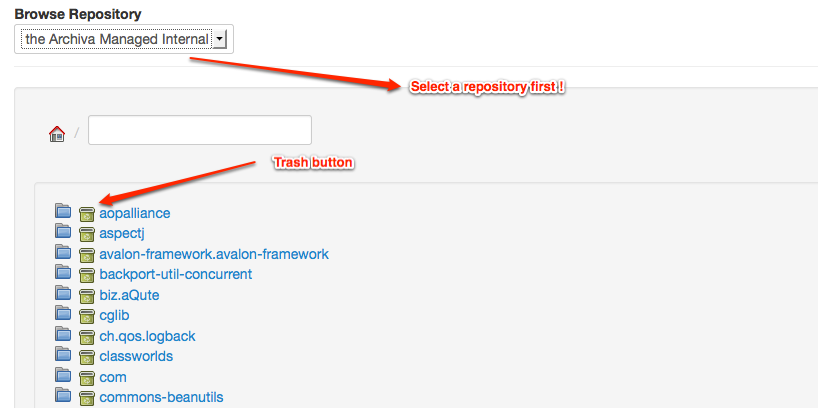 Browse Repository
the Archiva Managed Internal
Select a repository first !
/
Trash button
aopalliance
aspectj
avalon-framework.avalon-framework
backport-util-concurrent
biz.aQute
cglib
ch.qos.logback
classworlds
com
commons-beanutils